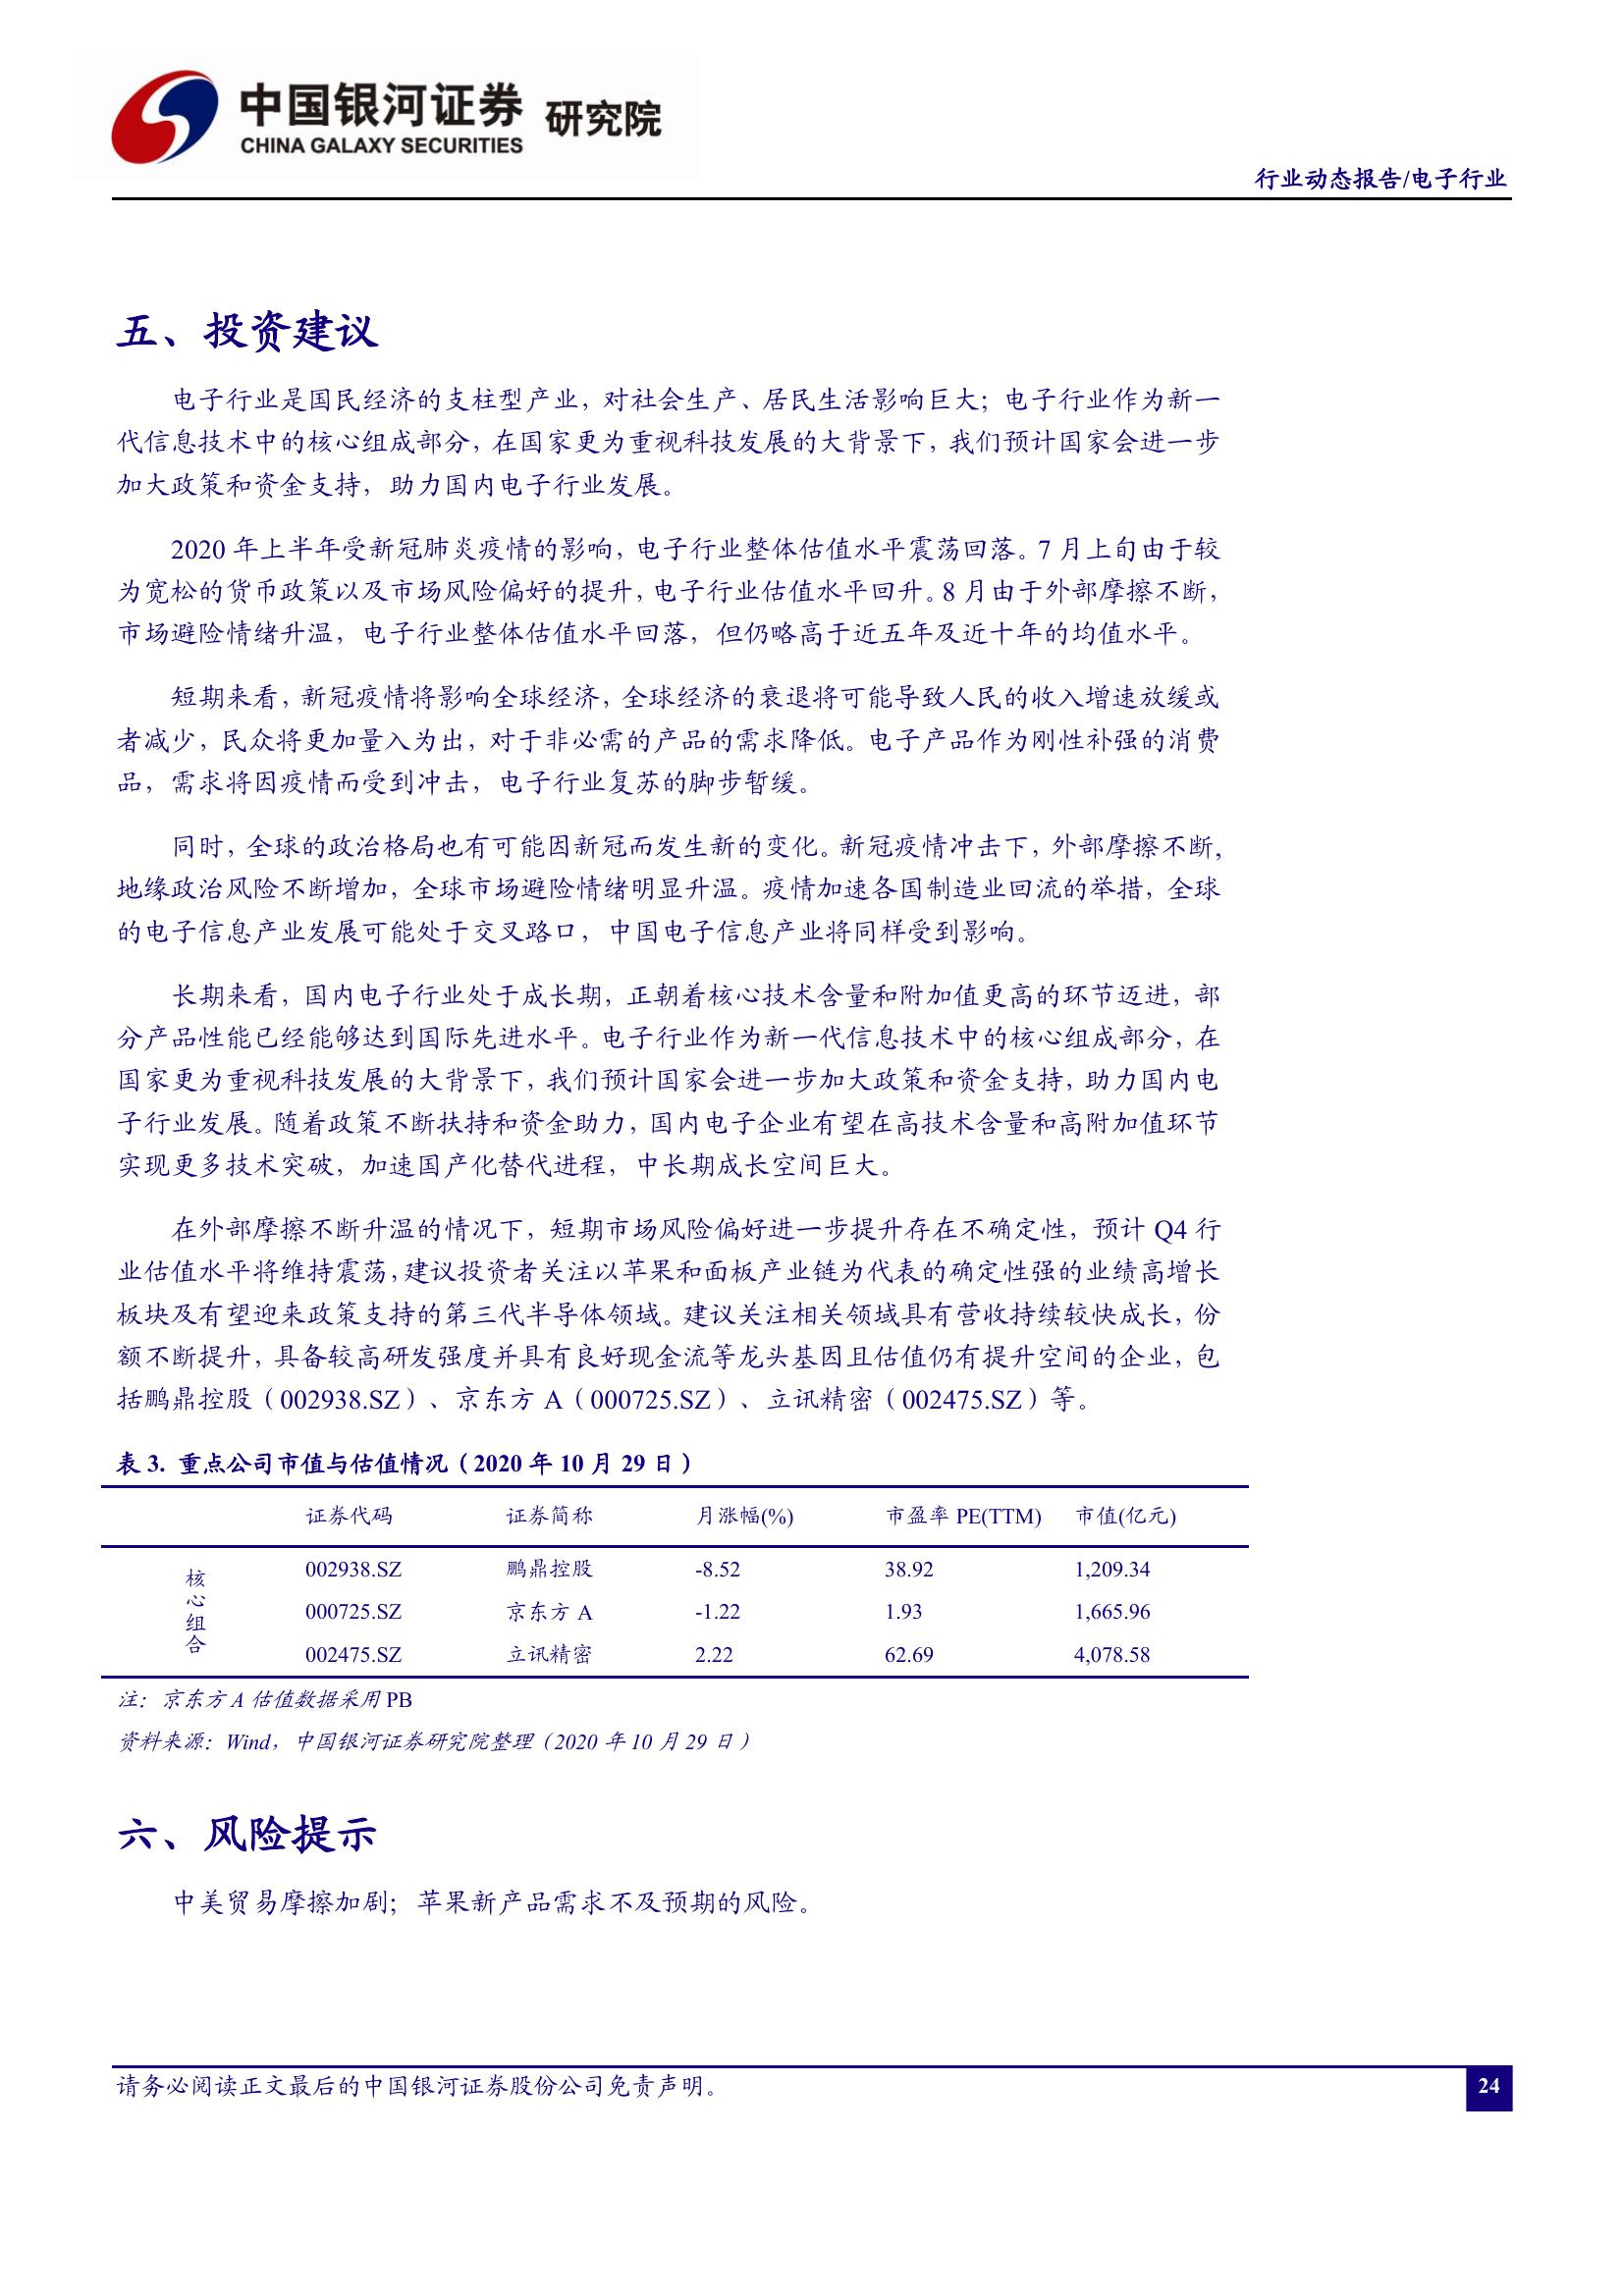 中国银河证券 研究院
CHINA GALAXY SECURITIES
行业动态报告/电子行业
五、投资建议
电子行业是国民经济的支柱型产业，对社会生产、居民生活影响巨大；电子行业作为新一
代信息技术中的核心组成部分，在国家更为重视科技发展的大背景下，我们预计国家会进一步
加大政策和资金支持，助力国内电子行业发展。
2020 年上半年受新冠肺炎疫情的影响，电子行业整体估值水平震荡回落。7 月上旬由于较
为宽松的货币政策以及市场风险偏好的提升，电子行业估值水平回升。8 月由于外部摩擦不断，
市场避险情绪升温，电子行业整体估值水平回落，但仍略高于近五年及近十年的均值水平。
短期来看，新冠疫情将影响全球经济，全球经济的衰退将可能导致人民的收入增速放缓或
者减少，民众将更加量入为出，对于非必需的产品的需求降低。电子产品作为刚性补强的消费
品，需求将因疫情而受到冲击，电子行业复苏的脚步暂缓。
同时，全球的政治格局也有可能因新冠而发生新的变化。新冠疫情冲击下，外部摩擦不断，
地缘政治风险不断增加，全球市场避险情绪明显升温。疫情加速各国制造业回流的举措，全球
的电子信息产业发展可能处于交叉路口，中国电子信息产业将同样受到影响。
长期来看，国内电子行业处于成长期，正朝着核心技术含量和附加值更高的环节迈进，部
分产品性能已经能够达到国际先进水平。电子行业作为新一代信息技术中的核心组成部分，在
国家更为重视科技发展的大背景下，我们预计国家会进一步加大政策和资金支持，助力国内电
子行业发展。随着政策不断扶持和资金助力，国内电子企业有望在高技术含量和高附加值环节
实现更多技术突破，加速国产化替代进程，中长期成长空间巨大。
在外部摩擦不断升温的情况下，短期市场风险偏好进一步提升存在不确定性，预计 Q4 行
业估值水平将维持震荡，建议投资者关注以苹果和面板产业链为代表的确定性强的业绩高增长
板块及有望迎来政策支持的第三代半导体领域。建议关注相关领域具有营收持续较快成长，份
额不断提升，具备较高研发强度并具有良好现金流等龙头基因且估值仍有提升空间的企业，包
括鹏鼎控股（002938.SZ）、京东方 A（000725.SZ）、立讯精密（002475.SZ）等。
表 3. 重点公司市值与估值情况（2020 年 10 月 29 日）
证券代码 证券简称 月涨幅(%) 市盈率 PE(TTM) 市值(亿元)
核心组合
002938.SZ 鹏鼎控股 -8.52 38.92 1,209.34
000725.SZ 京东方 A -1.22 1.93 1,665.96
002475.SZ 立讯精密 2.22 62.69 4,078.58
注：京东方 A 估值数据采用 PB
资料来源：Wind，中国银河证券研究院整理（2020 年 10 月 29 日）
六、风险提示
中美贸易摩擦加剧；苹果新产品需求不及预期的风险。
请务必阅读正文最后的中国银河证券股份公司免责声明。
24